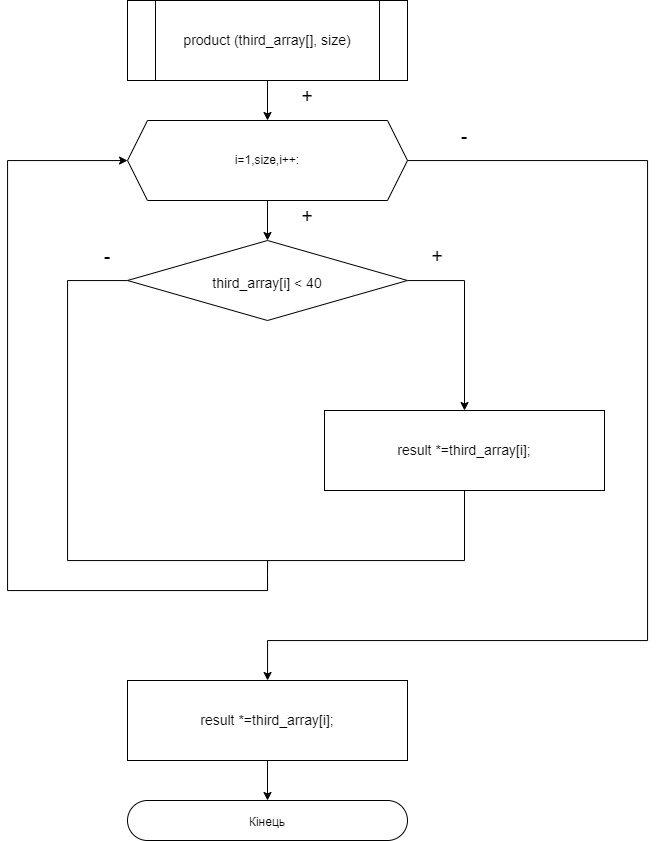 product (third_array[], size)
+
-
i=1,size,i++:
+
-
+
third_array[i] < 40
result *=third_array[i];
result *=third_array[i];
Кінець